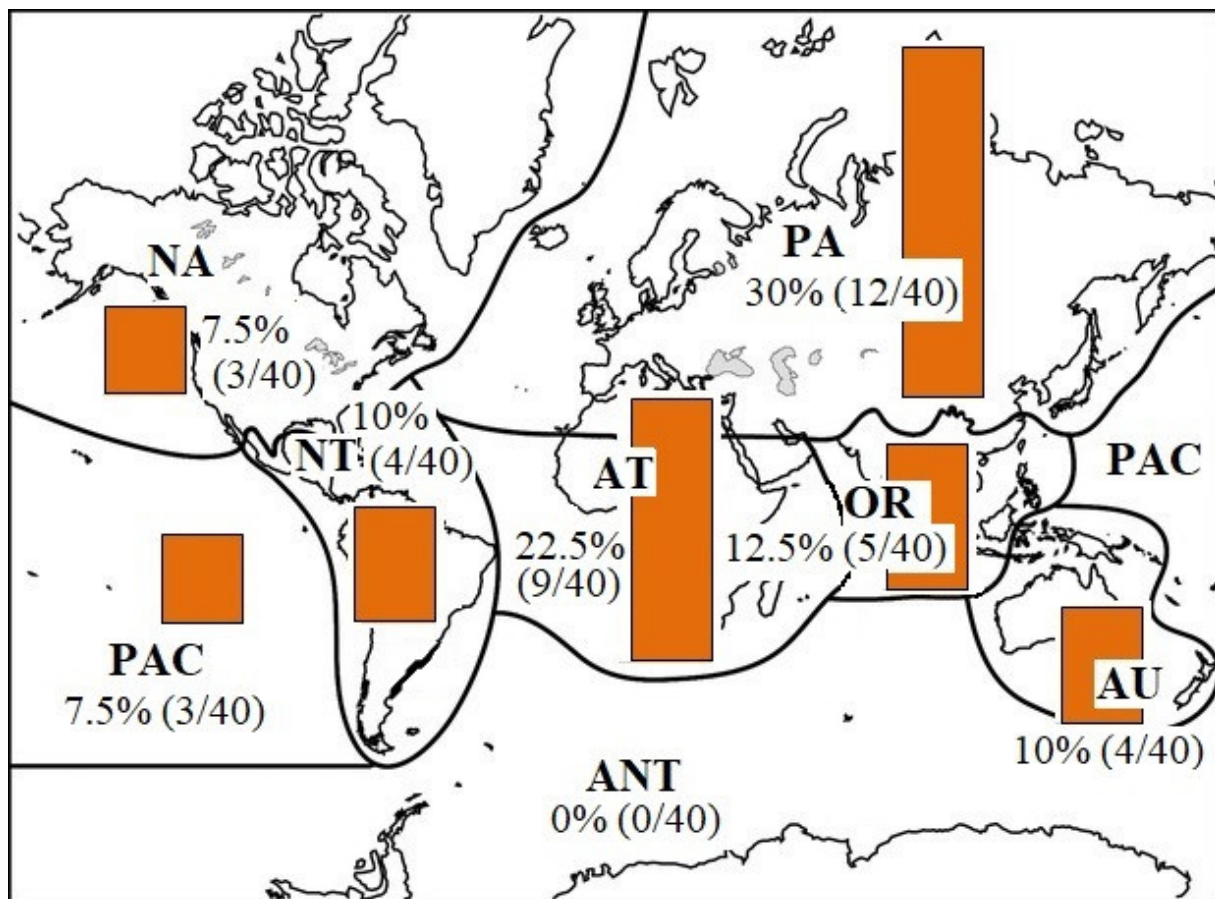 NA
7.5%
(3/40)
PA
30% (12/40)
10%
NT (4/40)
AT
22.5%
(9/40)
OR
12.5% (5/40)
PAC
PAC
7.5% (3/40)
AU
10% (4/40)
ANT
0% (0/40)